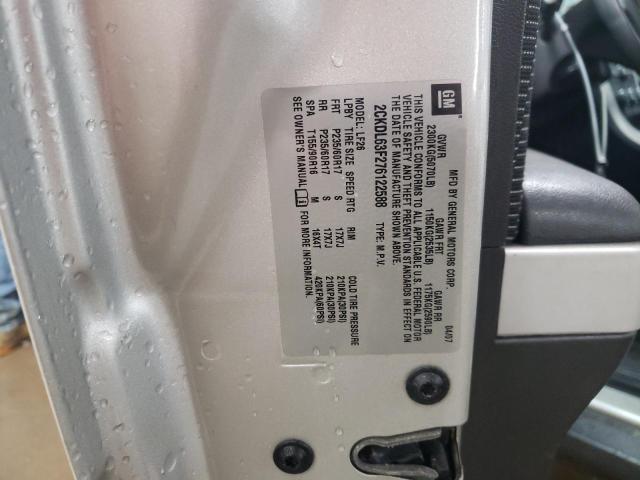 GM
MFD BY GENERAL MOTORS CORP. 04/07
GVWR GAWR FRT GAWR RR
2300KG(5070LB) 1150KG(2535LB) 1175KG(2590LB)
THIS VEHICLE CONFORMS TO ALL APPLICABLE U.S. FEDERAL MOTOR
VEHICLE SAFETY AND THEFT PREVENTION STANDARDS IN EFFECT ON
THE DATE OF MANUFACTURE SHOWN ABOVE.
2CKDL63F276122588 TYPE: M.P.V.
MODEL: LF26
LPBY TIRE SIZE SPEED RTG RIM COLD TIRE PRESSURE
FRT P235/60R17 S 17X7J 210KPA(30PSI)
RR P235/60R17 S 17X7J 210KPA(30PSI)
SPA T155/90R16 M 16X4T 420KPA(60PSI)
SEE OWNER'S MANUAL FOR MORE INFORMATION.